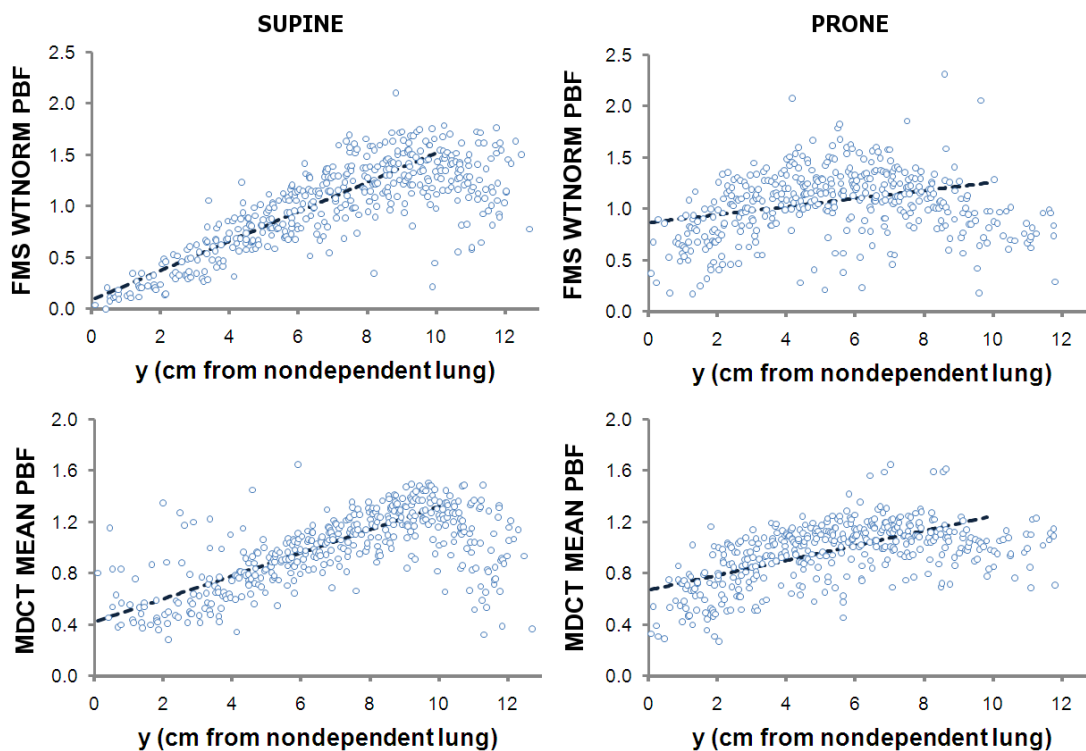 SUPINE
PRONE
FMS WTNORM PBF
2.5
2.0
1.5
1.0
0.5
0.0
0 2 4 6 8 10 12
y (cm from nondependent lung)
FMS WTNORM PBF
2.5
2.0
1.5
1.0
0.5
0.0
0 2 4 6 8 10 12
y (cm from nondependent lung)
MDCT MEAN PBF
2.0
1.6
1.2
0.8
0.4
0.0
0 2 4 6 8 10 12
y (cm from nondependent lung)
MDCT MEAN PBF
2.0
1.6
1.2
0.8
0.4
0.0
0 2 4 6 8 10 12
y (cm from nondependent lung)